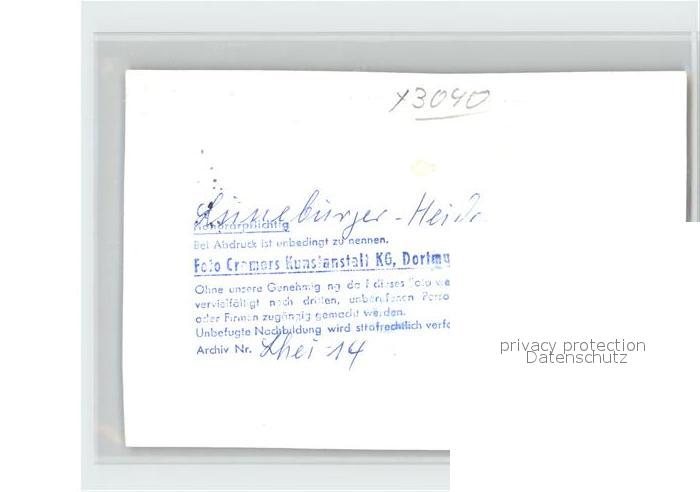 x3040
Lüneburger-Heide
Honorarpflichtig
Bei Abdruck ist unbedingt zu nennen.
Foto Cramers Kunstanstalt KG, Dortmu
Ohne unsere Genehmig ng da f dieses Foto we
vervielfältigt noch dritten, unberufenen Perso
oder Firmen zugängig gemacht werden.
Unbefugte Nachbildung wird strafrechtlich verfo
Archiv Nr. Lhei-14
privacy protection
Datenschutz